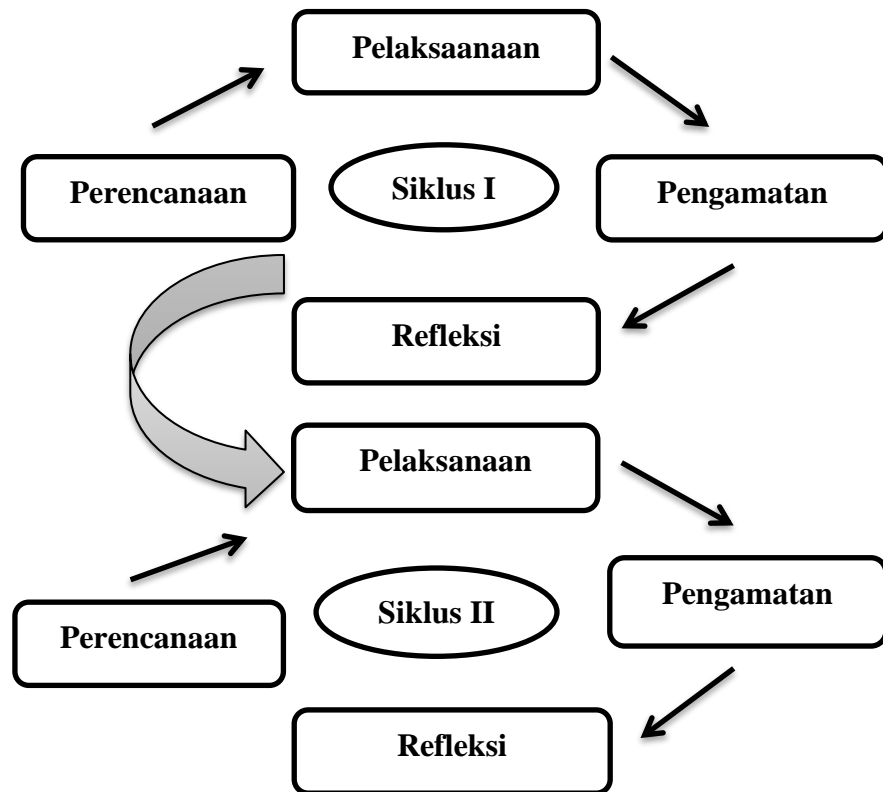 Pelaksaanaan
Perencanaan
Siklus I
Pengamatan
Refleksi
Pelaksanaan
Pengamatan
Siklus II
Perencanaan
Refleksi